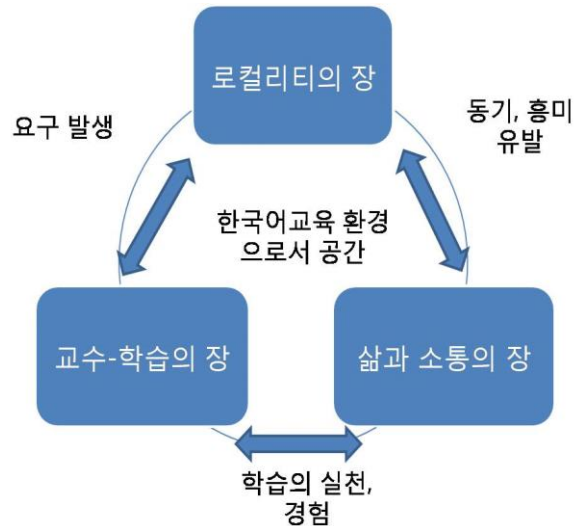 로컬리티의 장
요구 발생
동기, 흥미
유발
한국어교육 환경
으로서 공간
교수-학습의 장
삶과 소통의 장
학습의 실천,
경험